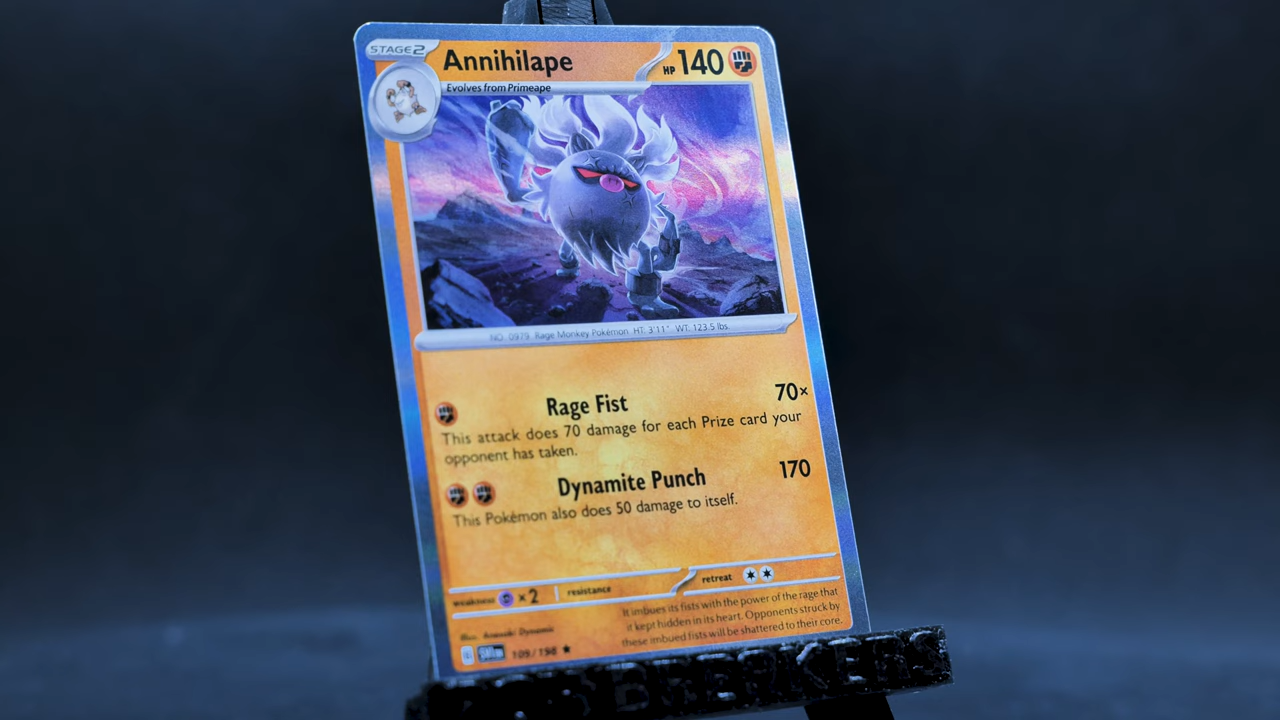 STAGE2
Annihilape
HP 140
Evolves from Primeape
NO. 0979 Rage Monkey Pokémon HT: 3'11" WT: 123.5 lbs.
Rage Fist 70×
This attack does 70 damage for each Prize card your
opponent has taken.
Dynamite Punch 170
This Pokémon also does 50 damage to itself.
weakness ×2 resistance retreat
It imbues its fists with the power of the rage that
it kept hidden in its heart. Opponents struck by
these imbued fists will be shattered to their core.
Illus.
109/198 ★